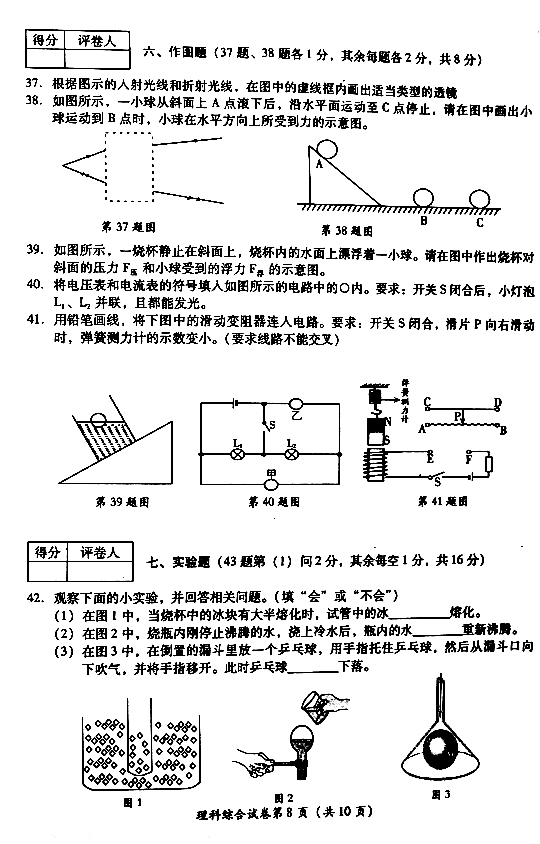 得分 评卷人
六、作图题（37题、38题各1分，其余每题各2分，共8分）
37. 根据图示的入射光线和折射光线，在图中的虚线框内画出适当类型的透镜
38. 如图所示，一小球从斜面上A点滚下后，沿水平面运动至C点停止，请在图中画出小
球运动到B点时，小球在水平方向上所受到力的示意图。
A
B
C
第37题图
第38题图
39. 如图所示，一烧杯静止在斜面上，烧杯内的水面上漂浮着一小球。请在图中作出烧杯对
斜面的压力F压和小球受到的浮力F浮的示意图。
40. 将电压表和电流表的符号填入如图所示的电路中的○内。要求：开关S闭合后，小灯泡
L₁、L₂并联，且都能发光。
41. 用铅笔画线，将下图中的滑动变阻器连入电路。要求：开关S闭合，滑片P向右滑动
时，弹簧测力计的示数变小。（要求线路不能交叉）
乙
S
L₁ L₂
甲
弹簧测力计
N
S
C D
P
A B
E F
S
第39题图
第40题图
第41题图
得分 评卷人
七、实验题（43题第（1）问2分，其余每空1分，共16分）
42. 观察下面的小实验，并回答相关问题。（填“会”或“不会”）
（1）在图1中，当烧杯中的冰块有大半熔化时，试管中的冰________熔化。
（2）在图2中，烧瓶内刚停止沸腾的水，浇上冷水后，瓶内的水________重新沸腾。
（3）在图3中，在倒置的漏斗里放一个乒乓球，用手指托住乒乓球，然后从漏斗口向
下吹气，并将手指移开。此时乒乓球________下落。
图1
图2
图3
理科综合试卷第8页（共10页）